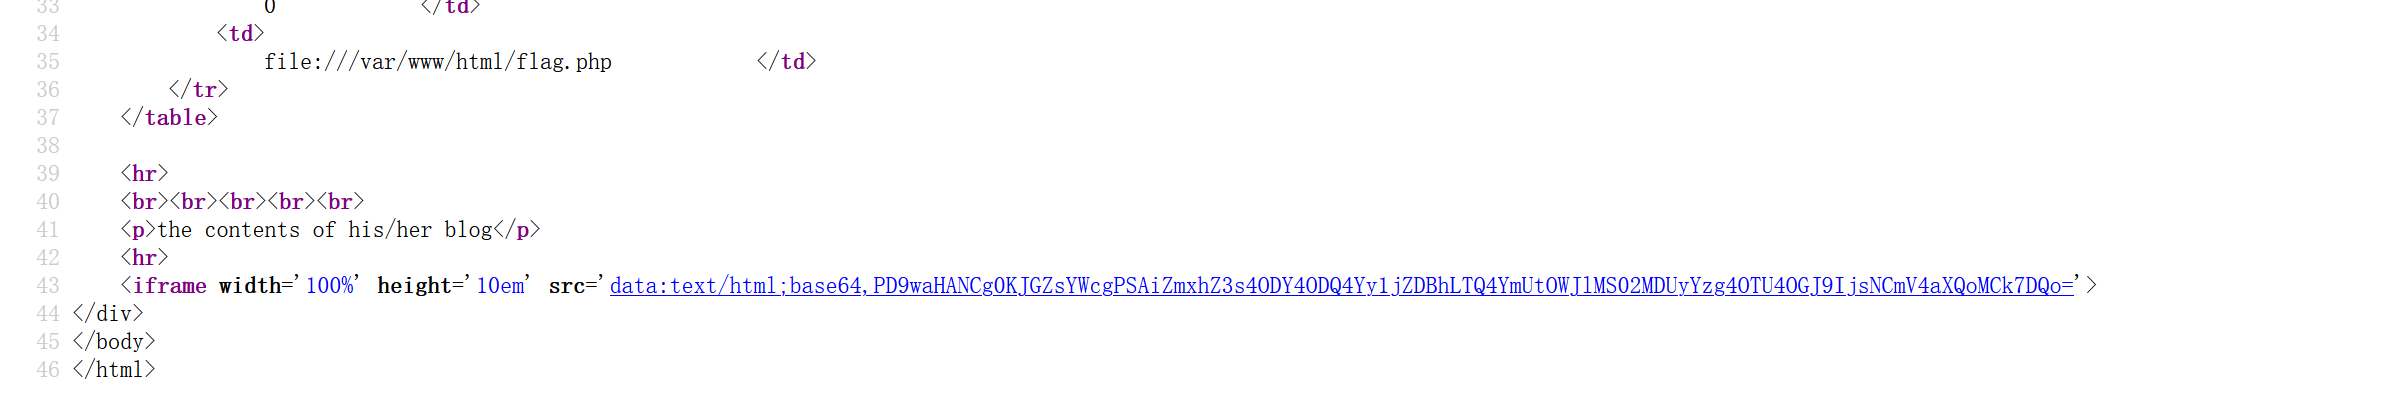 33 0 </td>
34 <td>
35 file:///var/www/html/flag.php </td>
36 </tr>
37 </table>
38
39 <hr>
40 <br><br><br><br><br>
41 <p>the contents of his/her blog</p>
42 <hr>
43 <iframe width='100%' height='10em' src='data:text/html;base64,PD9waHANCg0KJGZsYWcgPSAiZmxhZ3s4ODY4ODQ4Yy1jZDBhLTQ4YmUtOWJlMS02MDUyYzg4OTU4OGJ9IjsNCmV4aXQoMCk7DQo='>
44 </div>
45 </body>
46 </html>